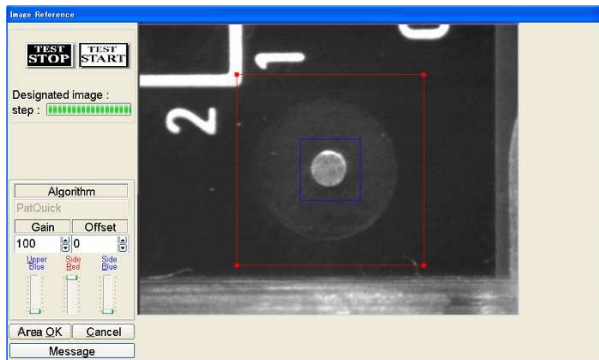 Image Reference
TEST STOP
TEST START
Designated image :
step :
Algorithm
PatQuick
Gain
Offset
100
0
Upper Blue
Side Red
Side Blue
Area OK
Cancel
Message
1
2